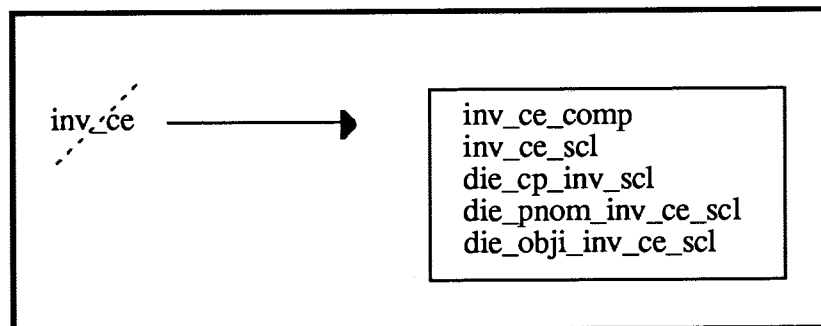 inv_ce
inv_ce_comp
inv_ce_scl
die_cp_inv_scl
die_pnom_inv_ce_scl
die_obji_inv_ce_scl